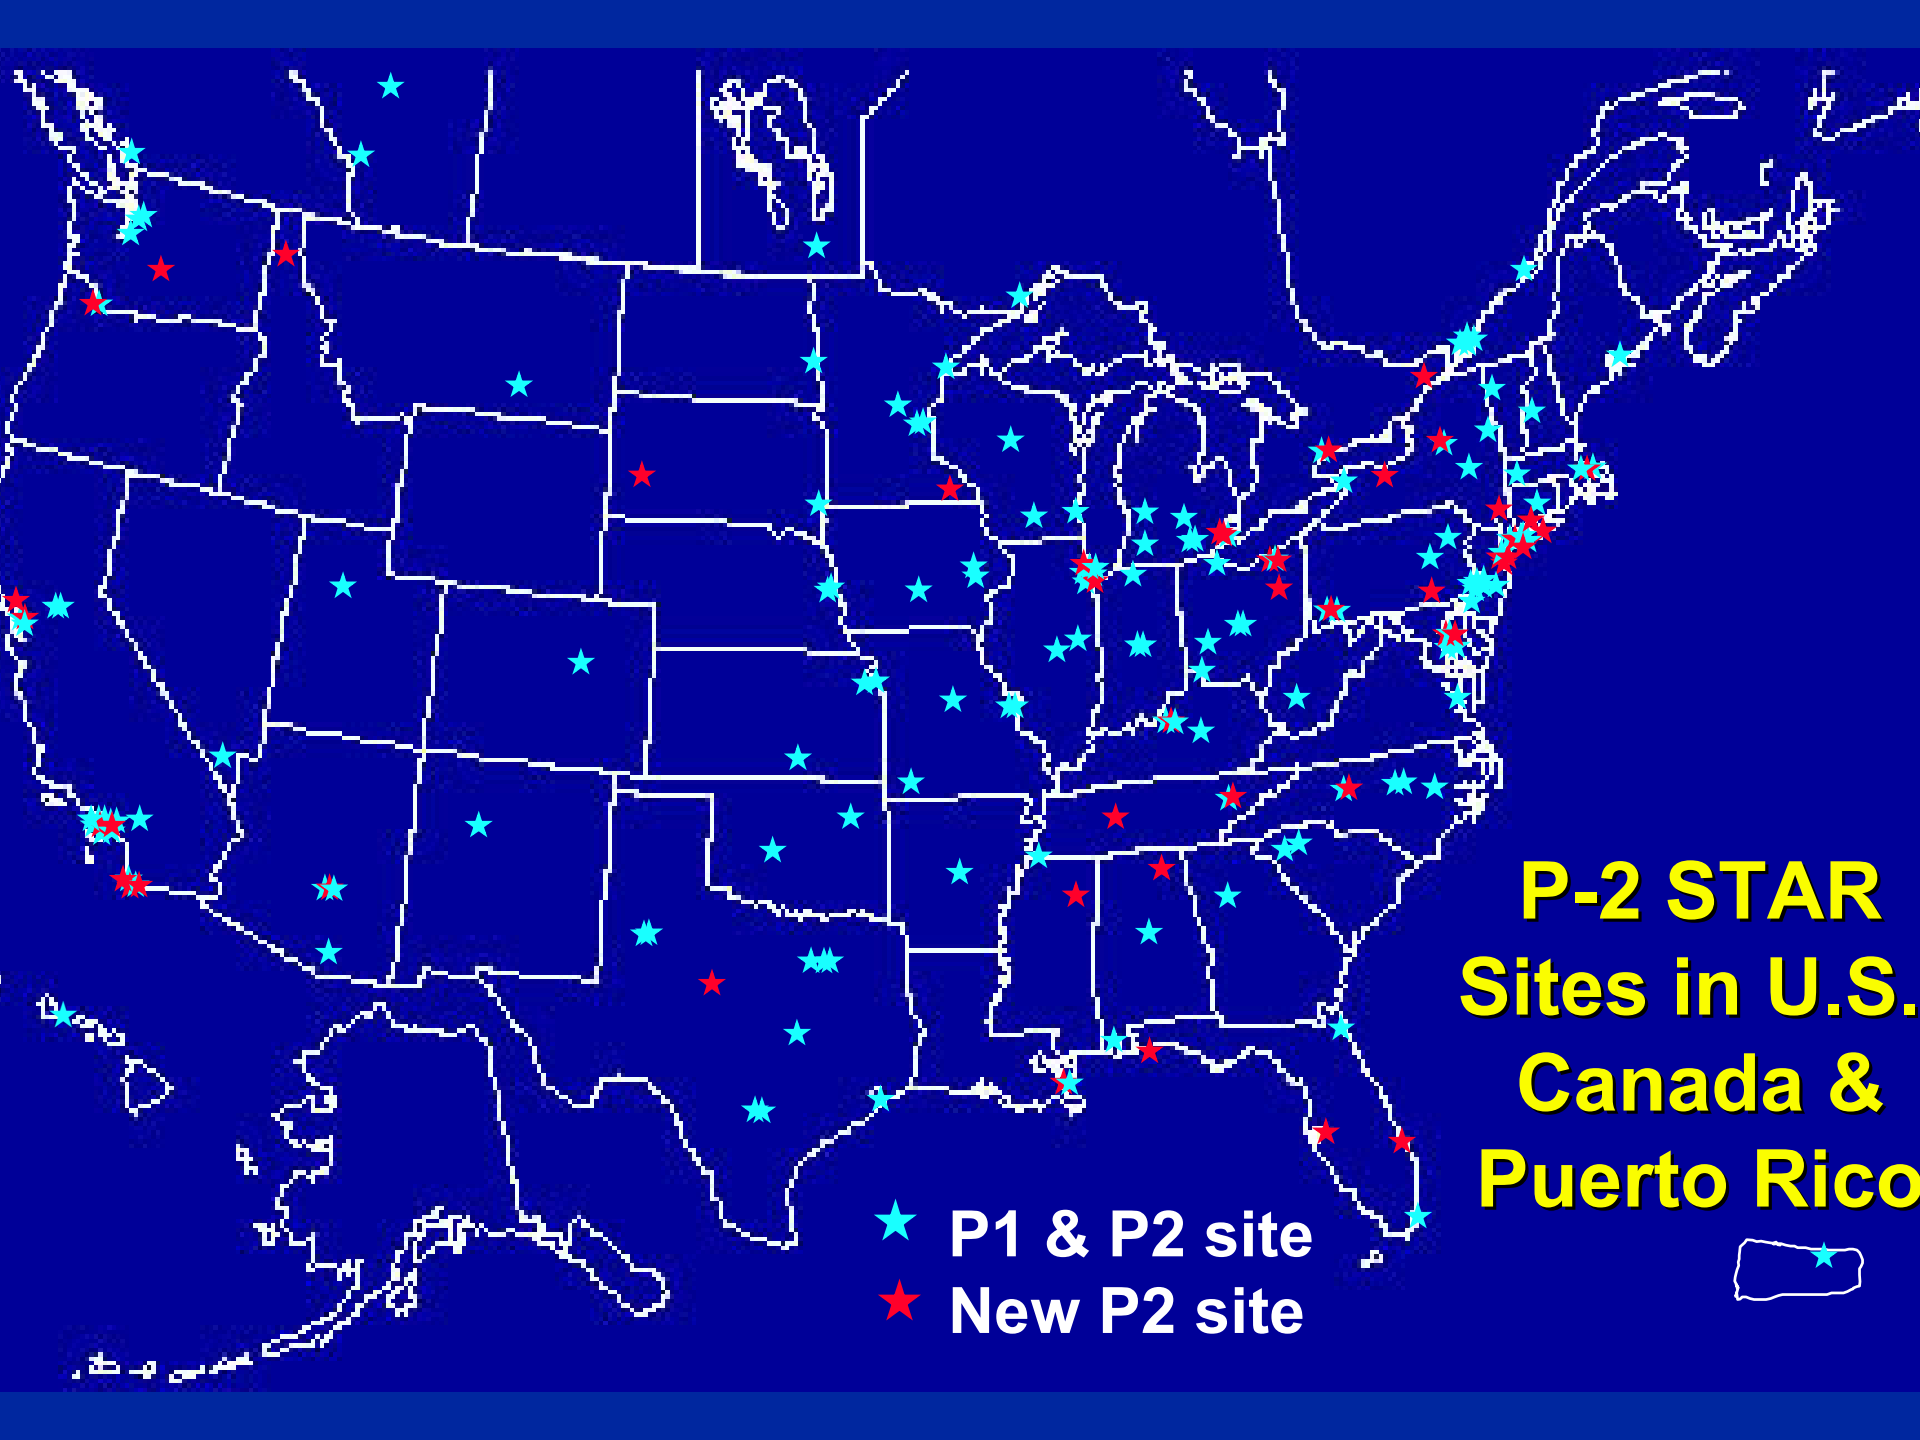 P-2 STAR
Sites in U.S.
Canada &
Puerto Rico
P1 & P2 site
New P2 site